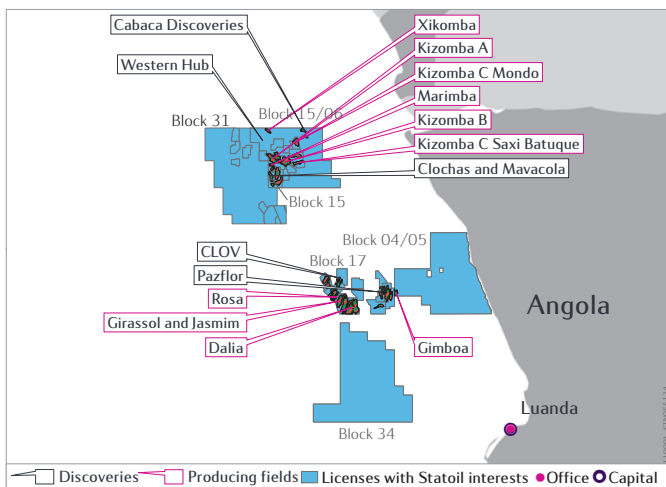 Cabaca Discoveries
Western Hub
Block 31
Block 15/06
Xikomba
Kizomba A
Kizomba C Mondo
Marimba
Kizomba B
Kizomba C Saxi Batuque
Clochas and Mavacola
Block 15
Block 04/05
CLOV
Block 17
Pazflor
Rosa
Girassol and Jasmim
Dalia
Gimboa
Angola
Luanda
Block 34
Discoveries
Producing fields
Licenses with Statoil interests
Office
Capital